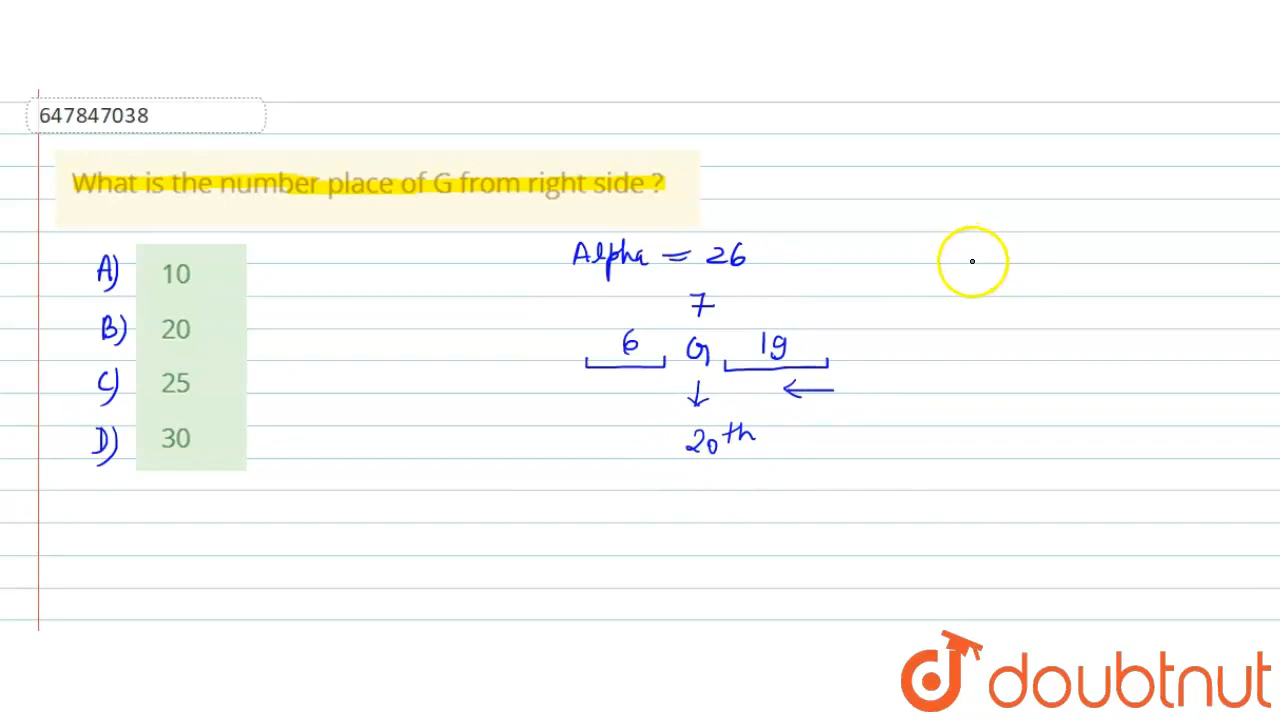 647847038
What is the number place of G from right side ?
A) 10
B) 20
C) 25
D) 30
Alpha = 26
7
6 G 19
↓ ←
20th
doubtnut